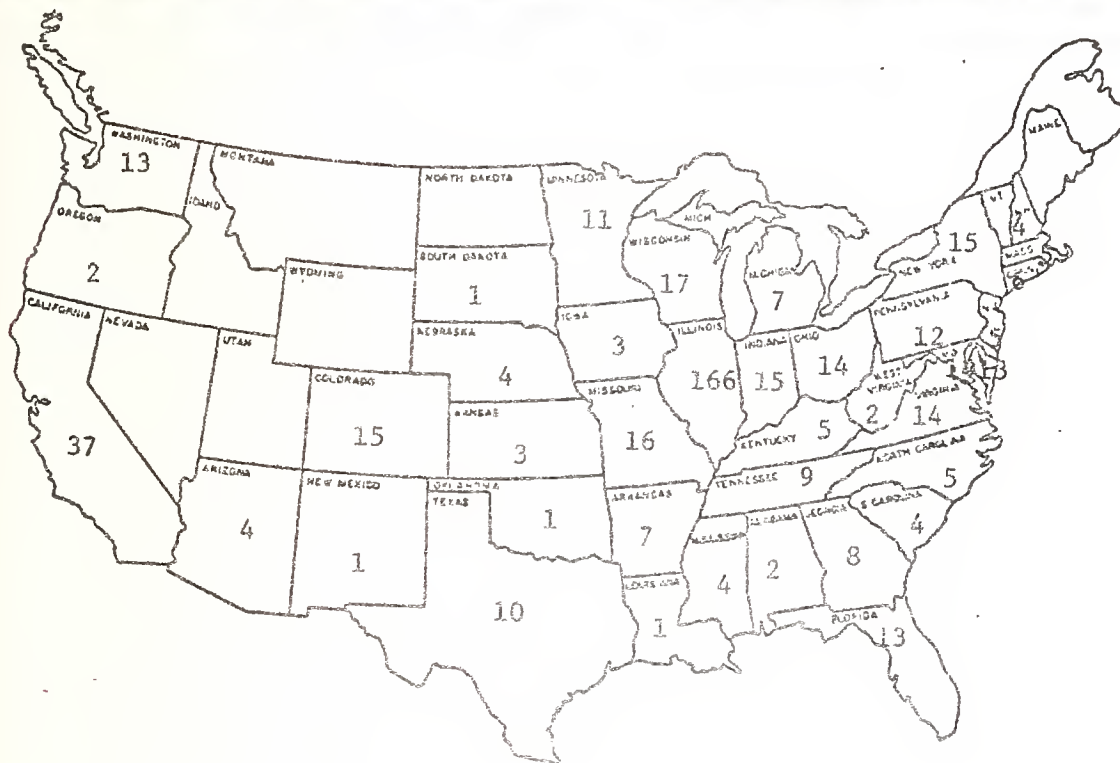 WASHINGTON
13
MONTANA
IDAHO
OREGON
2
NORTH DAKOTA
MINNESOTA
11
SOUTH DAKOTA
1
WYOMING
CALIFORNIA
37
NEVADA
UTAH
NEBRASKA
4
COLORADO
15
KANSAS
3
IOWA
3
MISSOURI
16
WISCONSIN
17
MICH
MICHIGAN
7
ILLINOIS
166
INDIANA
15
OHIO
14
KENTUCKY
5
TENNESSEE
9
WEST VIRGINIA
2
VIRGINIA
14
NORTH CAROLINA
5
S CAROLINA
4
PENNSYLVANIA
12
NEW YORK
15
VT
4
MAINE
MASS
ARIZONA
4
NEW MEXICO
1
OKLAHOMA
1
TEXAS
10
ARKANSAS
7
LOUISIANA
1
MISSISSIPPI
4
ALABAMA
2
GEORGIA
8
FLORIDA
13
13